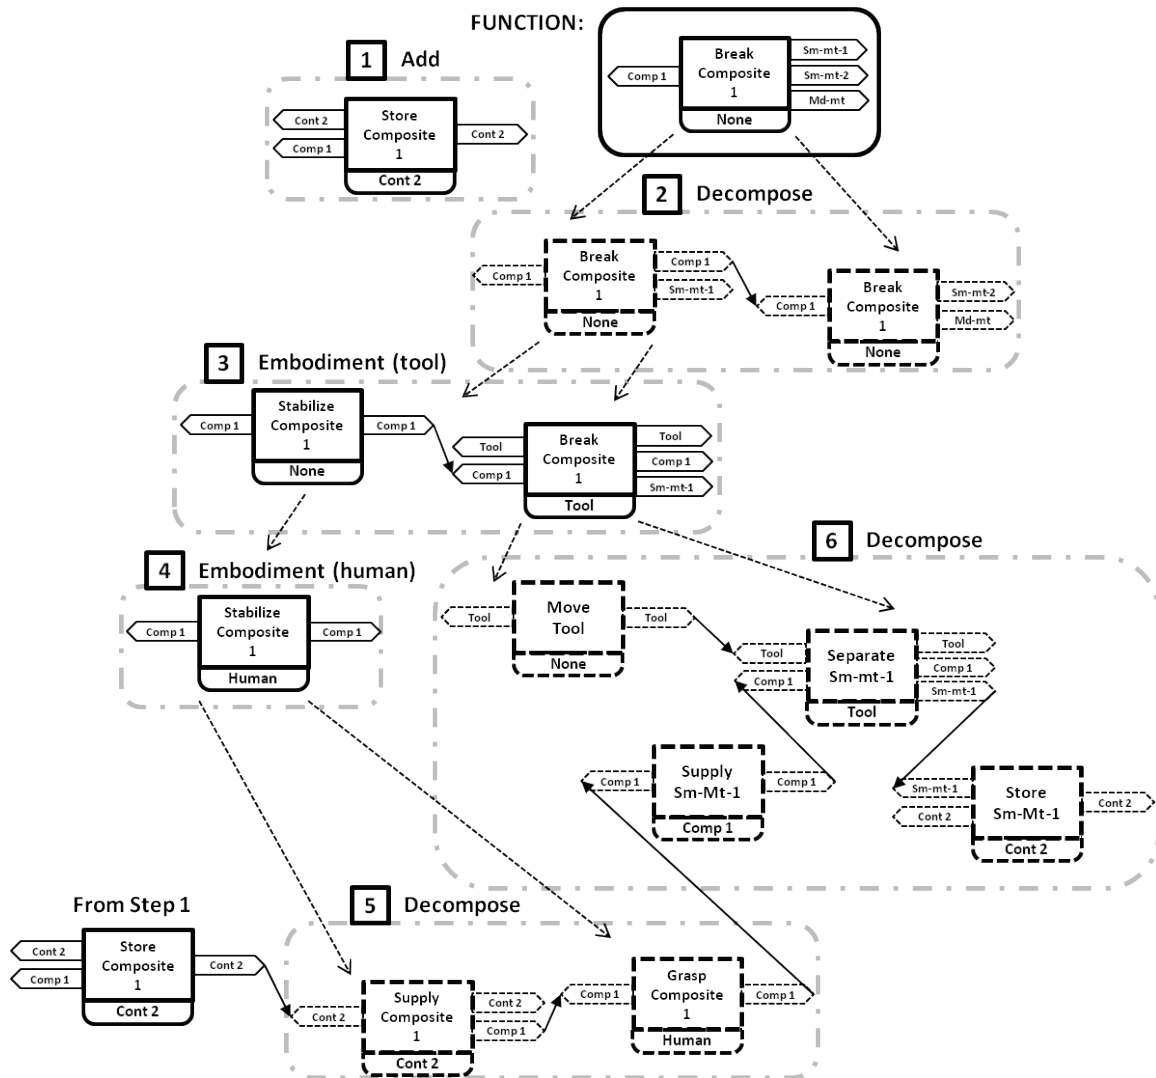 FUNCTION:
Break
Composite
1
None
Comp 1
Sm-mt-1
Sm-mt-2
Md-mt
1 Add
Store
Composite
1
Cont 2
Cont 2
Comp 1
Cont 2
2 Decompose
Comp 1
Break
Composite
1
None
Comp 1
Sm-mt-1
Comp 1
Break
Composite
1
None
Sm-mt-2
Md-mt
3 Embodiment (tool)
Comp 1
Stabilize
Composite
1
None
Comp 1
Tool
Comp 1
Break
Composite
1
Tool
Tool
Comp 1
Sm-mt-1
4 Embodiment (human)
Comp 1
Stabilize
Composite
1
Human
Comp 1
6 Decompose
Tool
Move
Tool
None
Tool
Tool
Comp 1
Separate
Sm-mt-1
Tool
Tool
Comp 1
Sm-mt-1
Comp 1
Supply
Sm-Mt-1
Comp 1
Comp 1
Sm-mt-1
Cont 2
Store
Sm-Mt-1
Cont 2
Cont 2
From Step 1
Cont 2
Comp 1
Store
Composite
1
Cont 2
Cont 2
5 Decompose
Cont 2
Supply
Composite
1
Cont 2
Cont 2
Comp 1
Comp 1
Grasp
Composite
1
Human
Comp 1